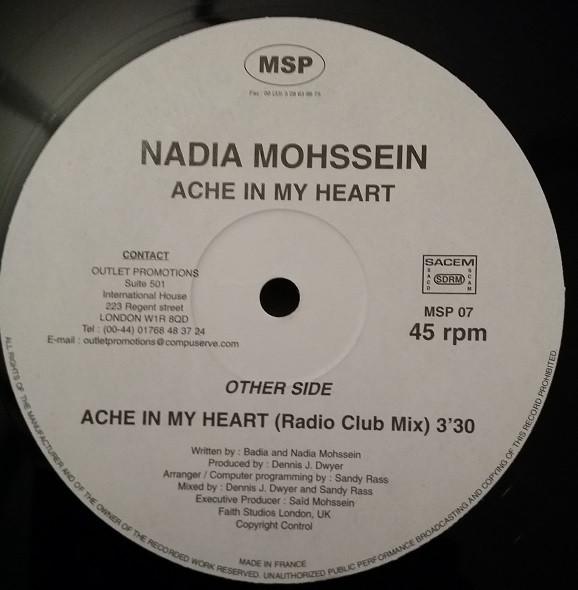 MSP
NADIA MOHSSEIN
ACHE IN MY HEART
CONTACT
OUTLET PROMOTIONS
Suite 501
International House
223 Regent street
LONDON W1R 8QD
Tel : (00-44) 01768 48 37 24
E-mail : outletpromotions@compuserve.com
SACEM
SACD
SDRM
SCAM
MSP 07
45 rpm
OTHER SIDE
ACHE IN MY HEART (Radio Club Mix) 3'30
Written by : Badia and Nadia Mohssein
Produced by : Dennis J. Dwyer
Arranger / Computer programming by : Sandy Rass
Mixed by : Dennis J. Dwyer and Sandy Rass
Executive Producer : Saïd Mohssein
Faith Studios London, UK
Copyright Control
MADE IN FRANCE
ALL RIGHTS OF THE MANUFACTURER AND OF THE OWNER OF THE RECORDED WORK RESERVED. UNAUTHORIZED PUBLIC PERFORMANCE BROADCASTING AND COPYING OF THIS RECORD PROHIBITED